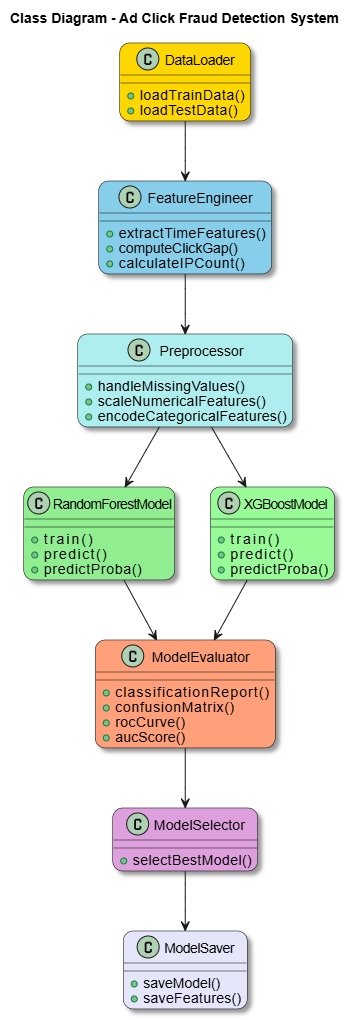 Class Diagram - Ad Click Fraud Detection System
C DataLoader
loadTrainData()
loadTestData()
C FeatureEngineer
extractTimeFeatures()
computeClickGap()
calculateIPCount()
C Preprocessor
handleMissingValues()
scaleNumericalFeatures()
encodeCategoricalFeatures()
C RandomForestModel
train()
predict()
predictProba()
C XGBoostModel
train()
predict()
predictProba()
C ModelEvaluator
classificationReport()
confusionMatrix()
rocCurve()
aucScore()
C ModelSelector
selectBestModel()
C ModelSaver
saveModel()
saveFeatures()